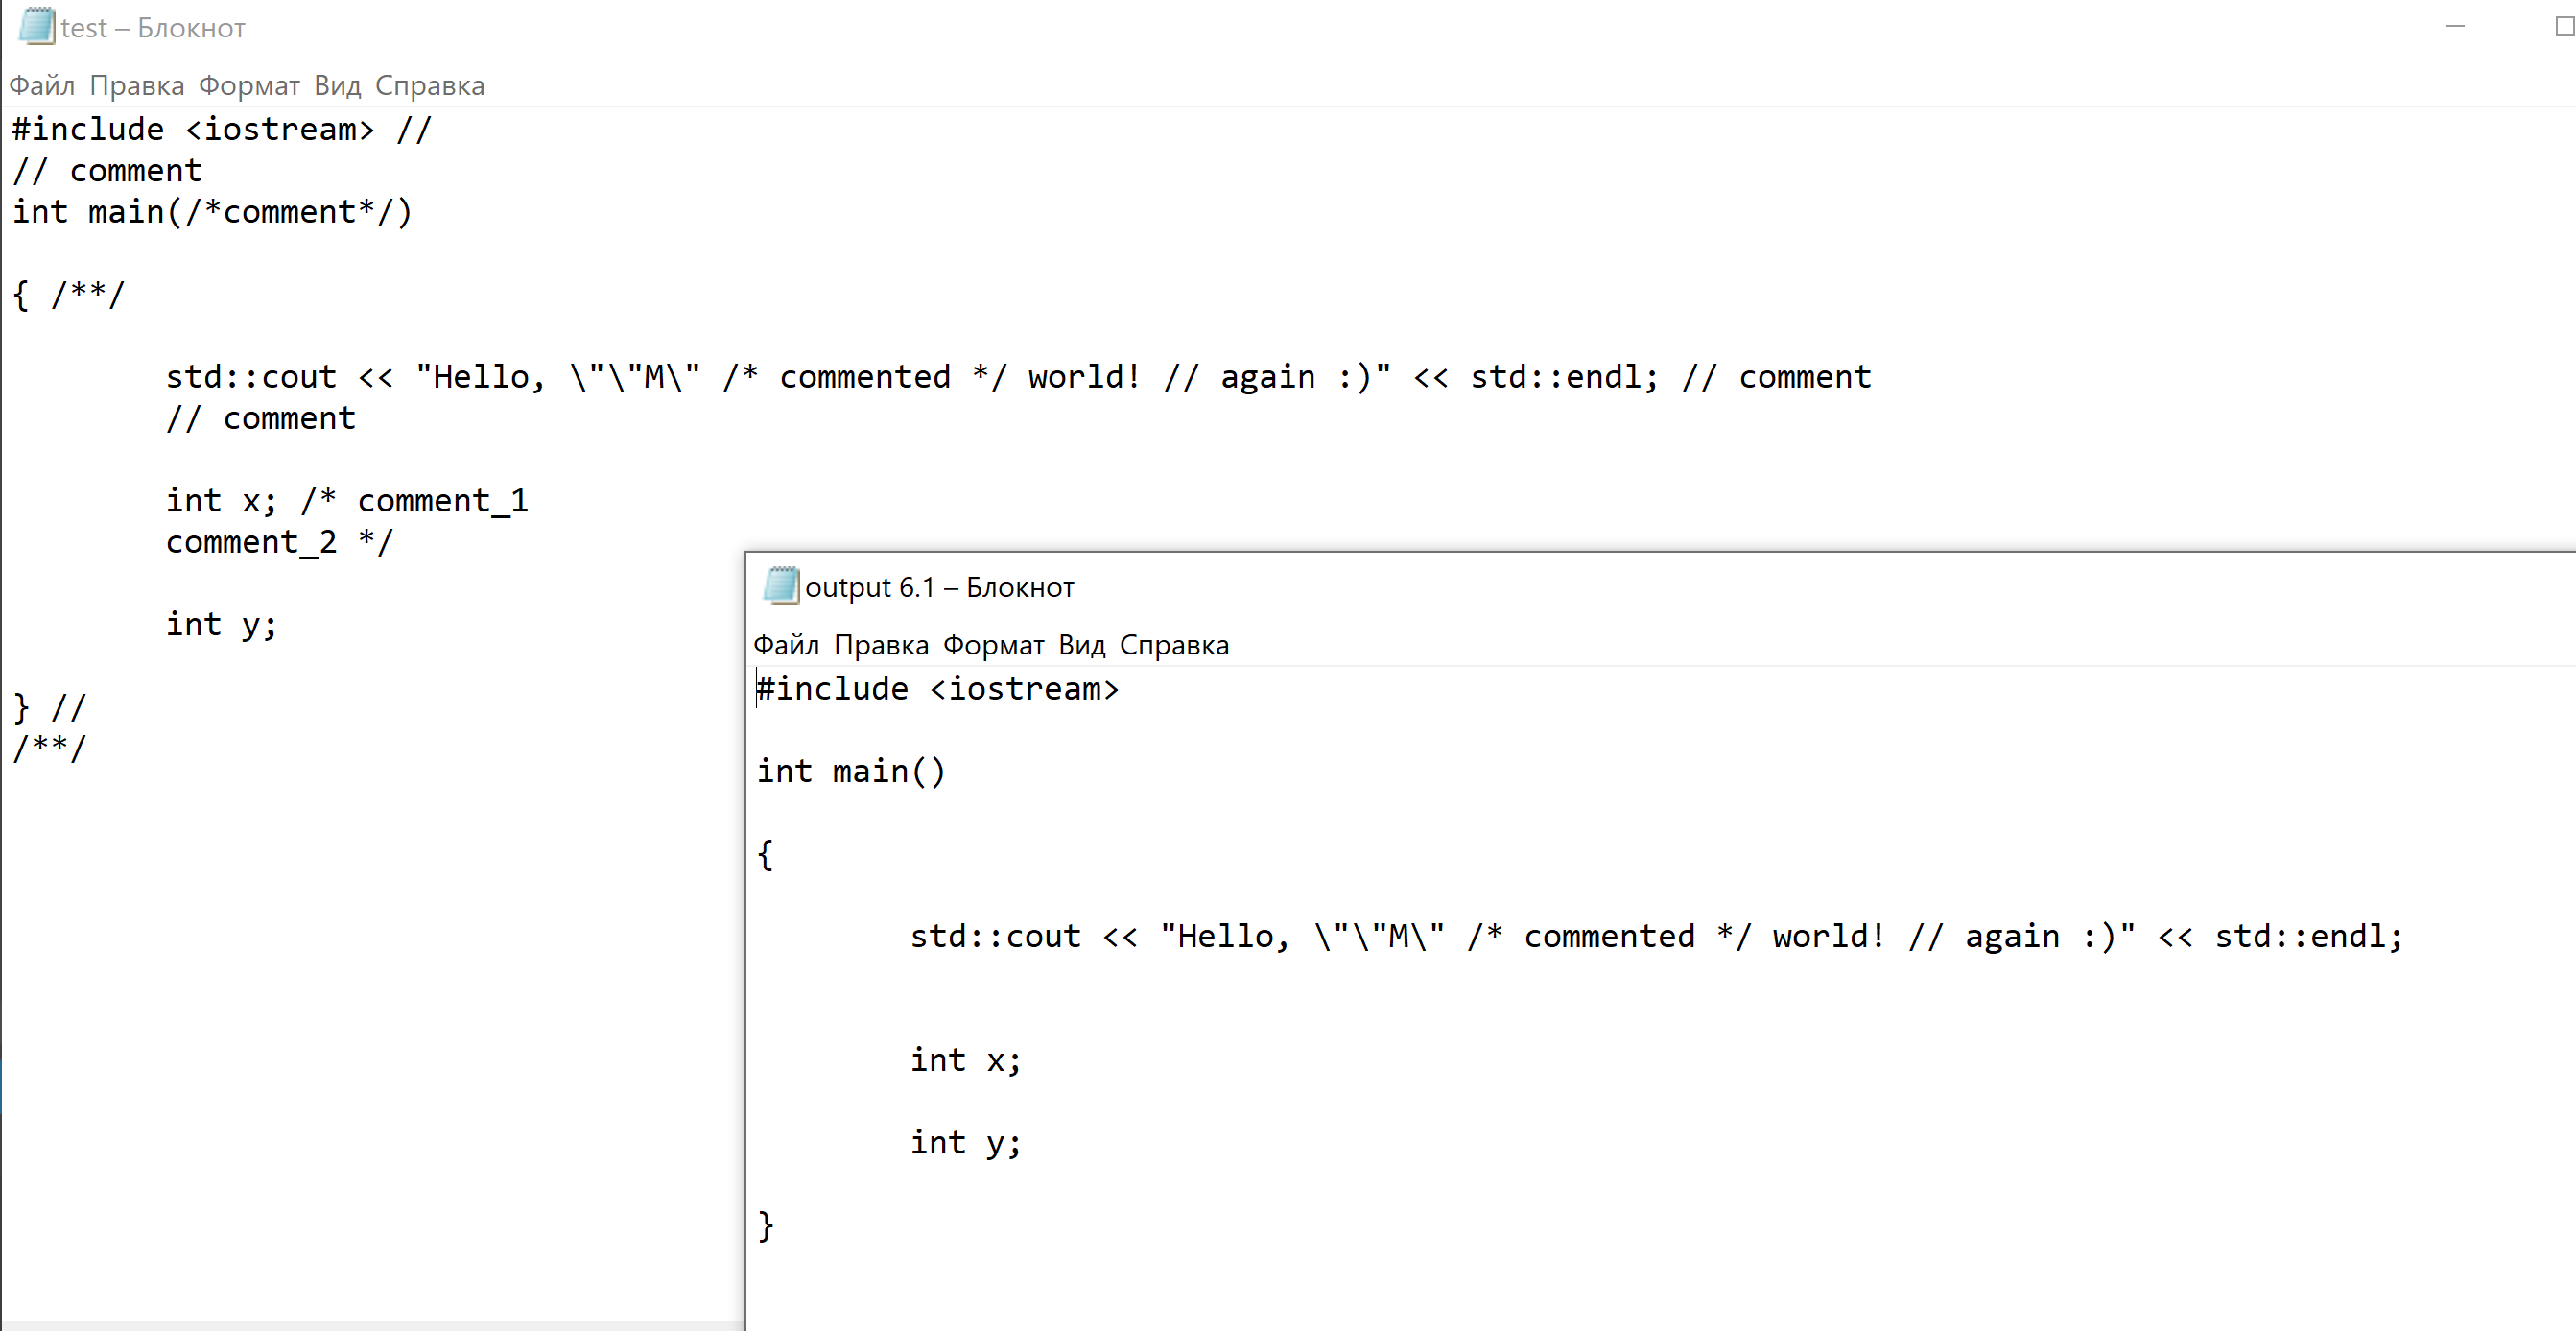 test – Блокнот
Файл Правка Формат Вид Справка
#include <iostream> //
// comment
int main(/*comment*/)
{ /**/
std::cout << "Hello, \"\"M\" /* commented */ world! // again :)" << std::endl; // comment
// comment
int x; /* comment_1
comment_2 */
int y;
} //
/**/
output 6.1 – Блокнот
Файл Правка Формат Вид Справка
#include <iostream>
int main()
{
std::cout << "Hello, \"\"M\" /* commented */ world! // again :)" << std::endl;
int x;
int y;
}